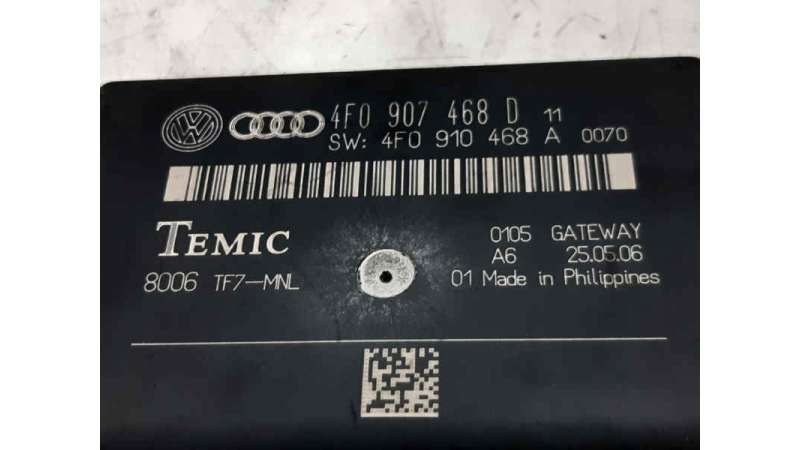 4F0 907 468 D 11
SW: 4F0 910 468 A 0070
TEMIC
0105 GATEWAY
A6 25.05.06
8006 TF7-MNL
01 Made in Philippines